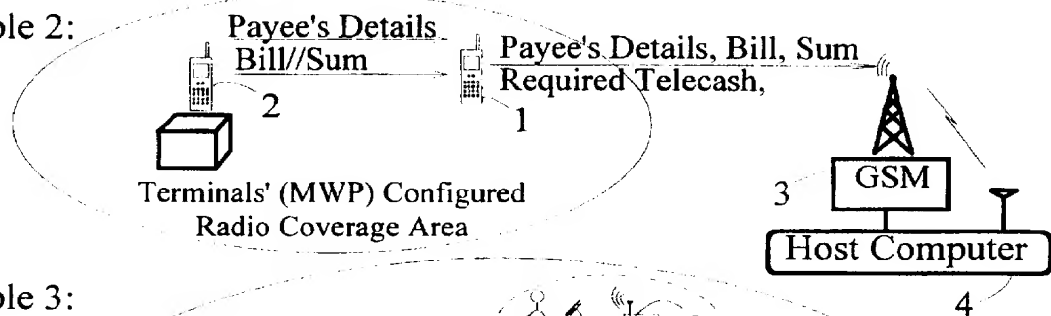 ple 2:
Payee's Details
Bill//Sum
Payee's Details, Bill, Sum
Required Telecash,
2
1
Terminals' (MWP) Configured
Radio Coverage Area
3
GSM
Host Computer
4
ple 3: